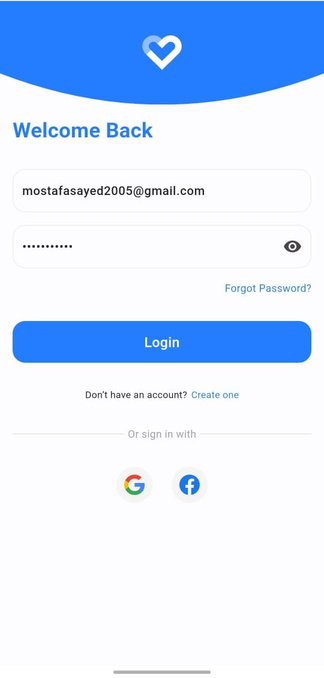 Welcome Back
mostafasayed2005@gmail.com
•••••••••••
Forgot Password?
Login
Don't have an account? Create one
Or sign in with